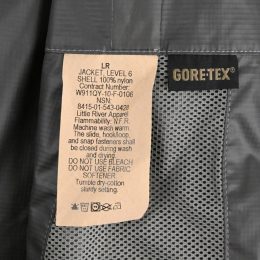 LR
JACKET, LEVEL 6
SHELL 100% nylon
Contract Number:
W911QY-10-F-0106
NSN:
8415-01-543-0428
Little River Apparel
Flammability: N.F.R.
Machine wash warm.
The slide, hook/loop,
and snap fasteners shall
be closed during wash
and drying.
DO NOT USE BLEACH
DO NOT USE FABRIC
SOFTENER
Tumble dry-cotton
sturdy setting.
GORE-TEX